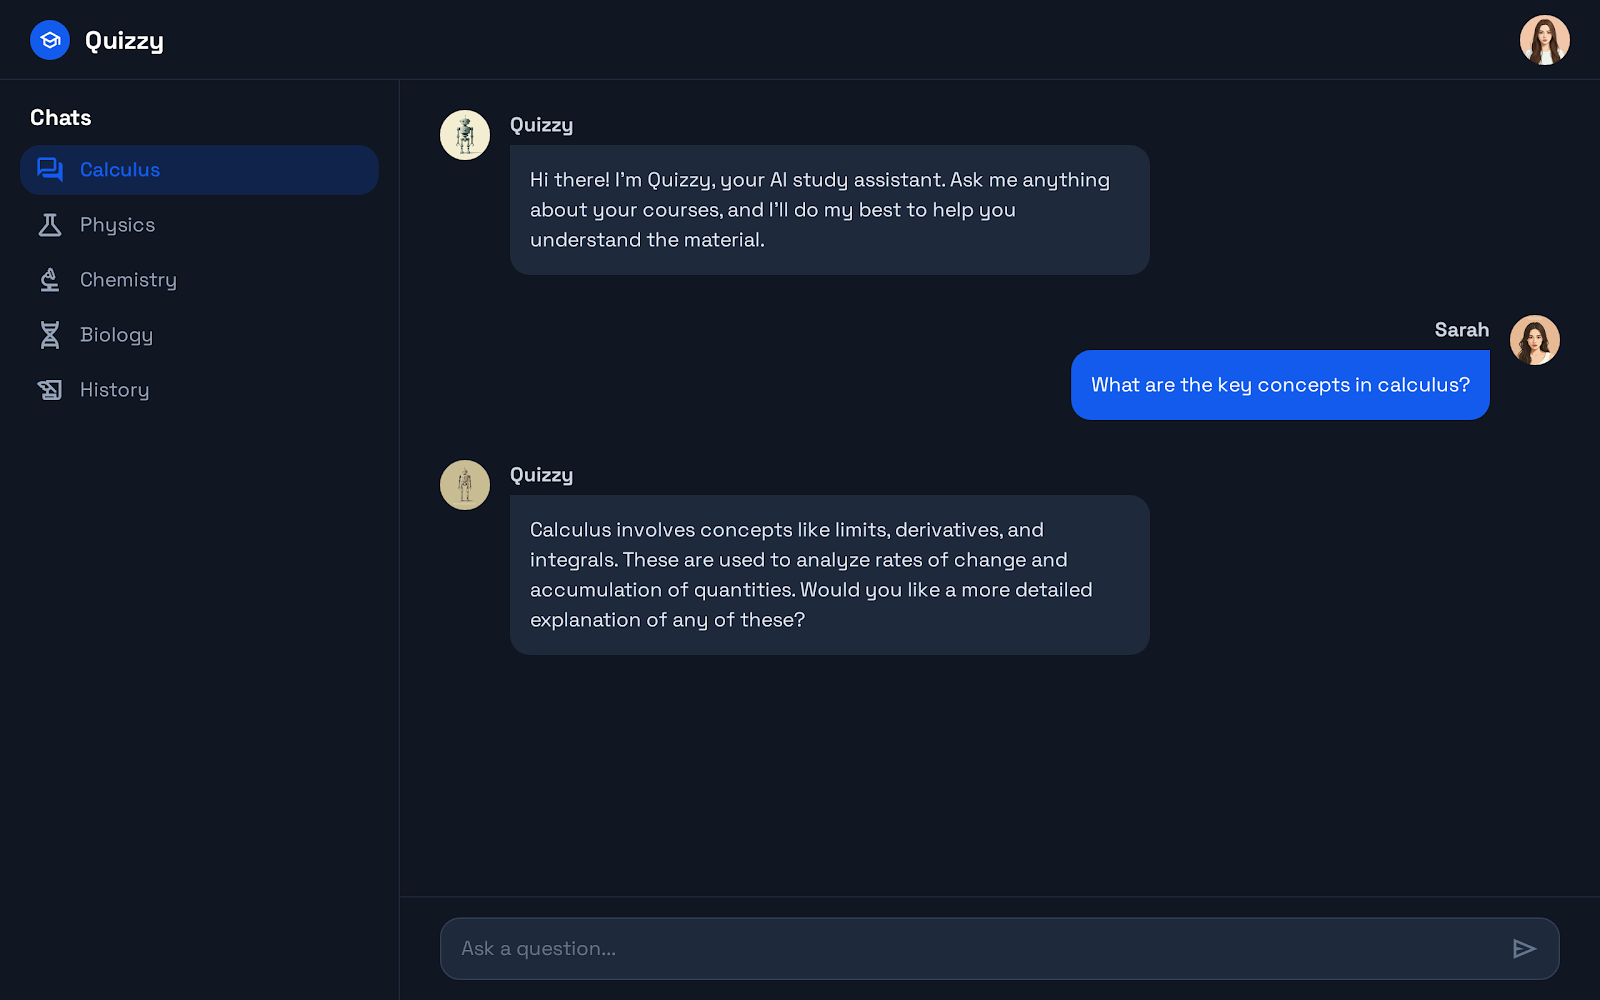 Quizzy
Chats
Calculus
Physics
Chemistry
Biology
History
Quizzy
Hi there! I'm Quizzy, your AI study assistant. Ask me anything
about your courses, and I'll do my best to help you
understand the material.
Sarah
What are the key concepts in calculus?
Quizzy
Calculus involves concepts like limits, derivatives, and
integrals. These are used to analyze rates of change and
accumulation of quantities. Would you like a more detailed
explanation of any of these?
Ask a question...